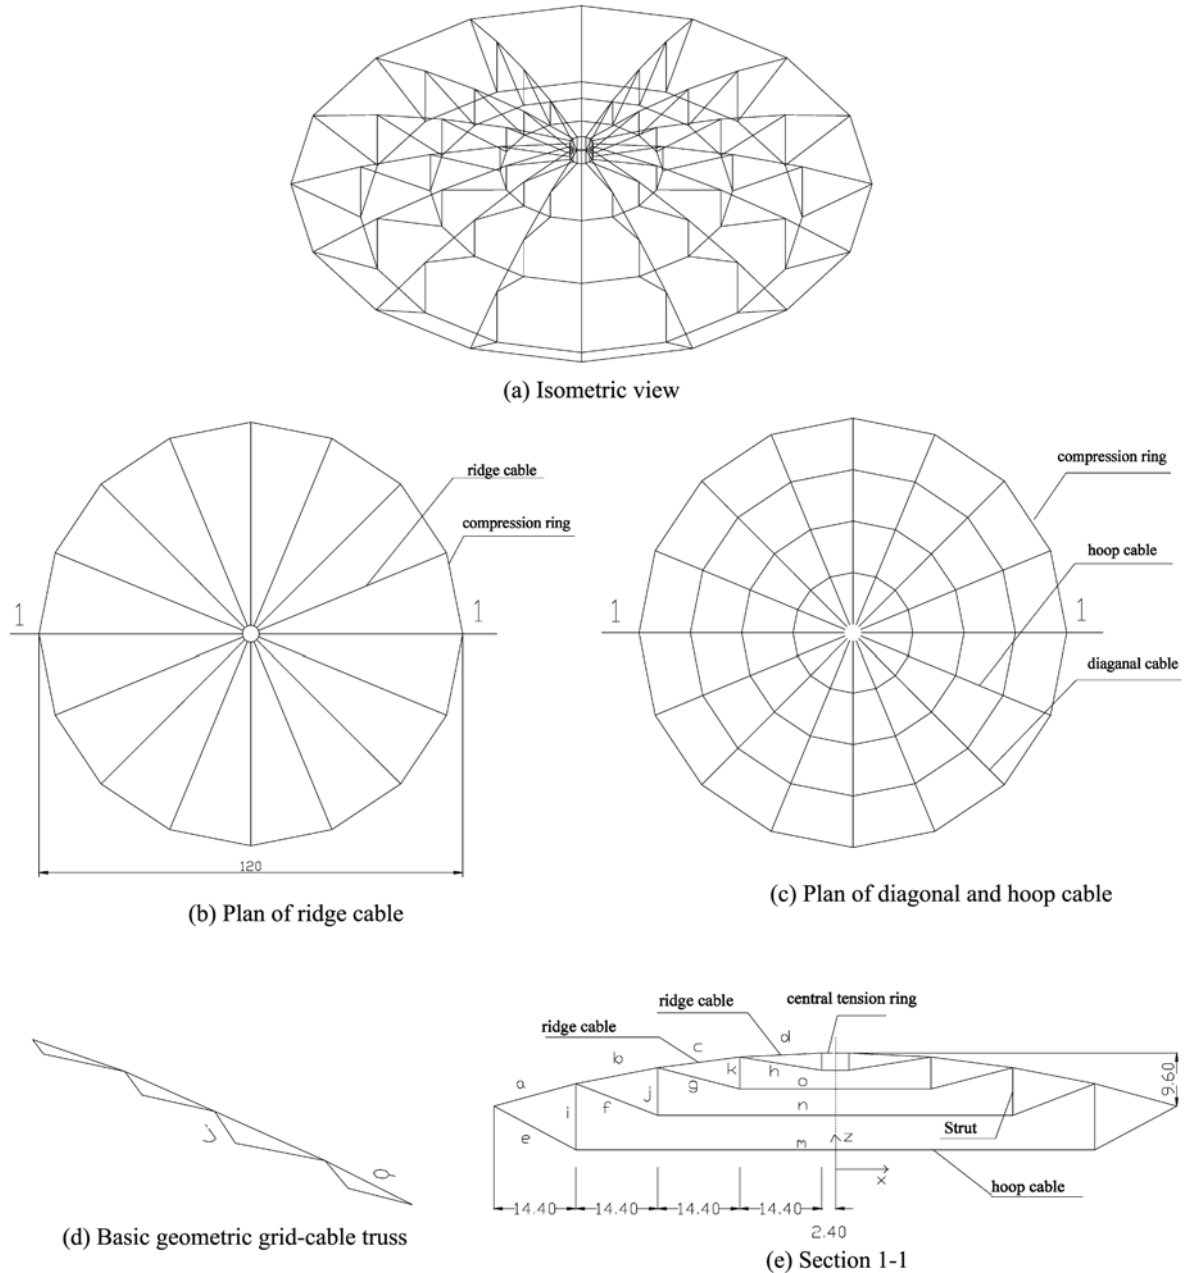 (a) Isometric view
ridge cable
compression ring
1
1
120
(b) Plan of ridge cable
compression ring
hoop cable
1
1
diaganal cable
(c) Plan of diagonal and hoop cable
j
a
(d) Basic geometric grid-cable truss
central tension ring
ridge cable
ridge cable
d
c
b
a
k
h
g
j
o
i
f
n
9.60
Strut
e
m
z
x
hoop cable
14.40
14.40
14.40
14.40
2.40
(e) Section 1-1